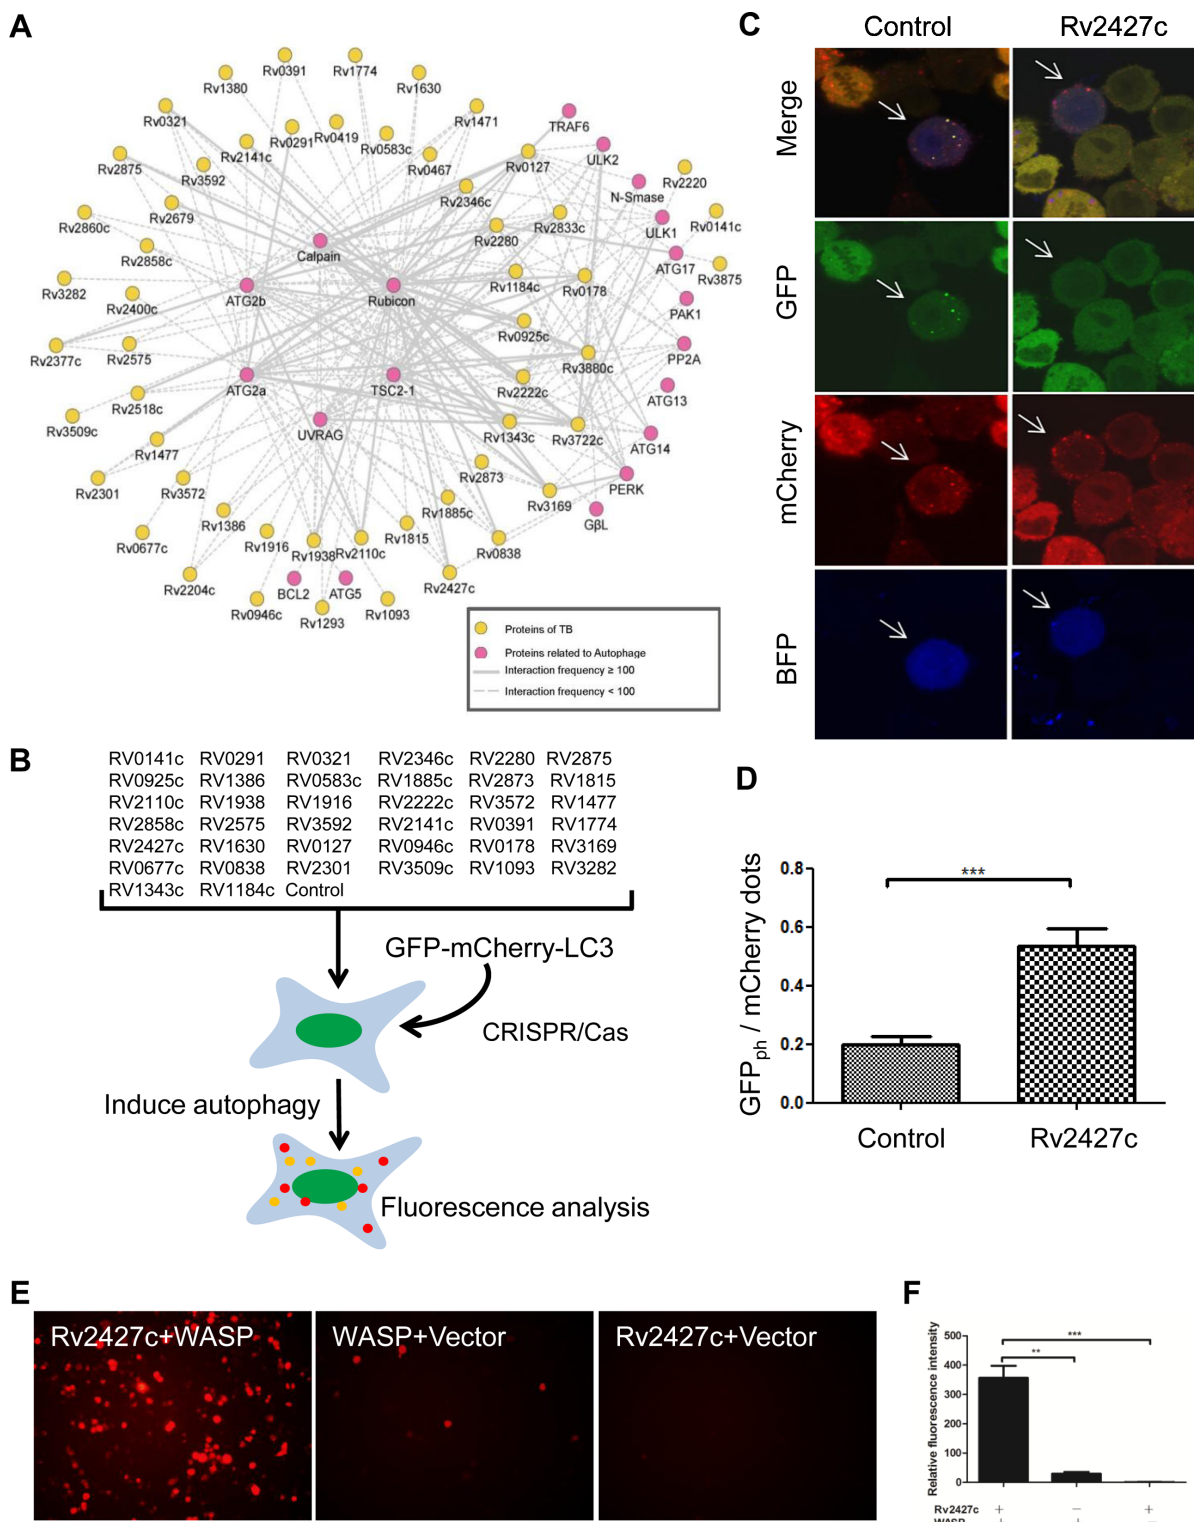 A
Rv0391
Rv1774
Rv1380
Rv1630
Rv0321
Rv1471
TRAF6
Rv0291
Rv0419
Rv0583c
Rv2141c
ULK2
Rv2875
Rv3592
Rv0467
Rv0127
Rv2220
N-Smase
Rv2346c
Rv2679
Rv2860c
Rv2833c
ULK1
Rv0141c
Rv2280
Rv2858c
Calpain
ATG17
Rv3875
Rv1184c
Rv0178
Rv3282
Rv2400c
ATG2b
Rubicon
PAK1
Rv0925c
Rv2377c
Rv2575
PP2A
Rv3880c
ATG2a
TSC2-1
Rv2222c
ATG13
Rv2518c
Rv3509c
UVRAG
Rv1343c
Rv3722c
ATG14
Rv1477
Rv2873
PERK
Rv2301
Rv3572
Rv3169
Rv1885c
GβL
Rv1386
Rv0677c
Rv1916
Rv1938
Rv2110c
Rv1815
Rv0838
Rv2204c
BCL2
ATG5
Rv2427c
Rv0946c
Rv1293
Rv1093
Proteins of TB
Proteins related to Autophage
Interaction frequency ≥ 100
Interaction frequency < 100
B
RV0141c RV0291 RV0321 RV2346c RV2280 RV2875
RV0925c RV1386 RV0583c RV1885c RV2873 RV1815
RV2110c RV1938 RV1916 RV2222c RV3572 RV1477
RV2858c RV2575 RV3592 RV2141c RV0391 RV1774
RV2427c RV1630 RV0127 RV0946c RV0178 RV3169
RV0677c RV0838 RV2301 RV3509c RV1093 RV3282
RV1343c RV1184c Control
GFP-mCherry-LC3
CRISPR/Cas
Induce autophagy
Fluorescence analysis
C
Control Rv2427c
Merge
GFP
mCherry
BFP
D
GFPph / mCherry dots
0.8
0.6
0.4
0.2
0.0
***
Control Rv2427c
E
Rv2427c+WASP
WASP+Vector
Rv2427c+Vector
F
Relative fluorescence intensity
500
400
300
200
100
0
***
**
Rv2427c + − +
WASP + + −